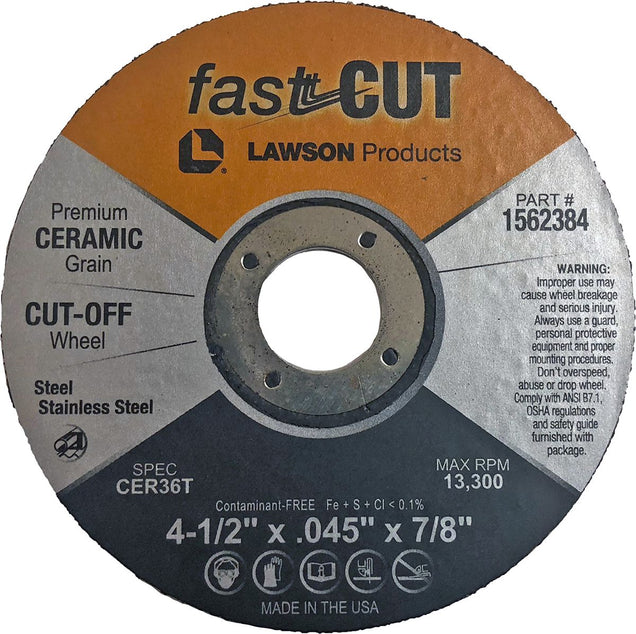 fast CUT
LAWSON Products
®
Premium
CERAMIC
Grain
CUT-OFF
Wheel
Steel
Stainless Steel
PART #
1562384
WARNING:
Improper use may
cause wheel breakage
and serious injury.
Always use a guard,
personal protective
equipment and proper
mounting procedures.
Don't overspeed,
abuse or drop wheel.
Comply with ANSI B7.1,
OSHA regulations
and safety guide
furnished with
package.
SPEC
CER36T
MAX RPM
13,300
Contaminant-FREE Fe + S + Cl < 0.1%
4-1/2" x .045" x 7/8"
MADE IN THE USA